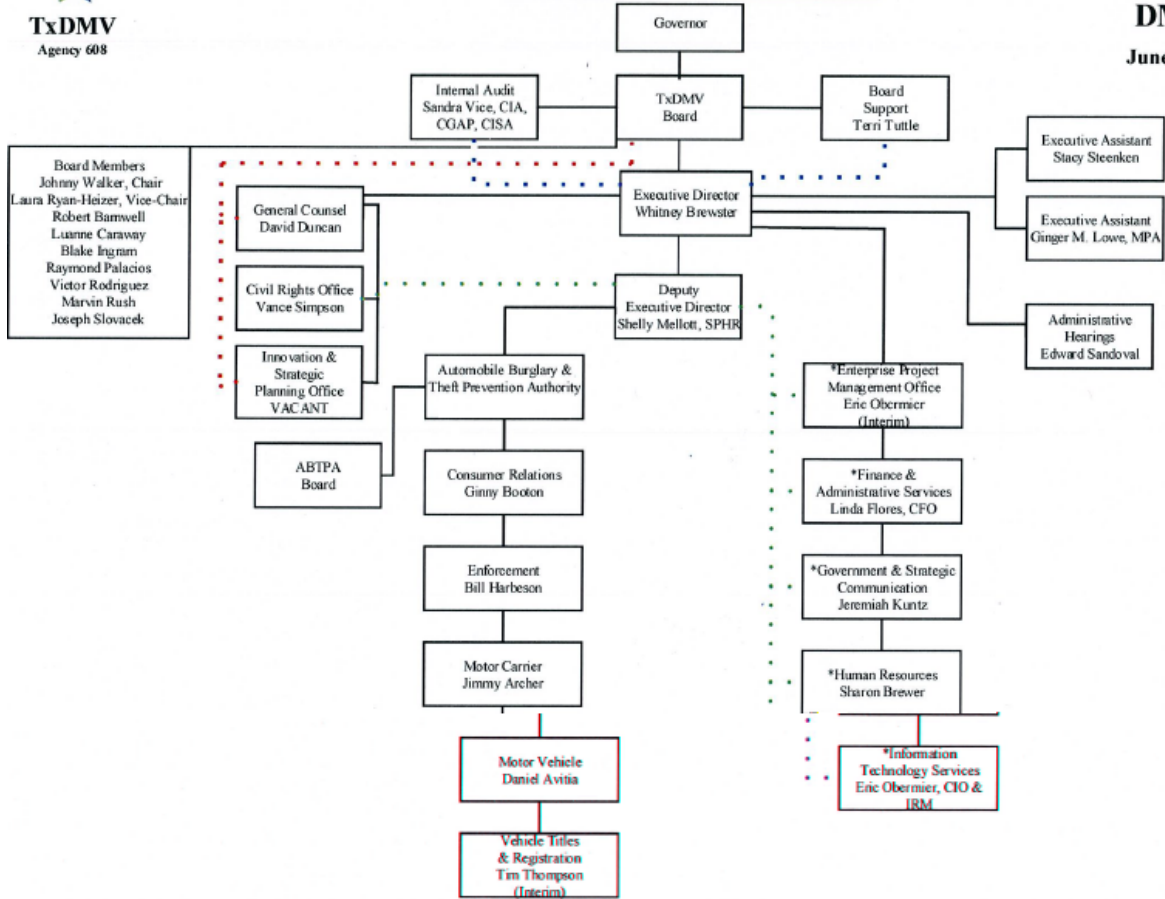 TxDMV
Agency 608
DM
June
Governor
Internal Audit
Sandra Vice, CIA,
CGAP, CISA
TxDMV
Board
Board
Support
Terri Tuttle
Executive Assistant
Stacy Steenken
Board Members
Johnny Walker, Chair
Laura Ryan-Heizer, Vice-Chair
Robert Barnwell
Luanne Caraway
Blake Ingram
Raymond Palacios
Victor Rodriguez
Marvin Rush
Joseph Slovacek
General Counsel
David Duncan
Executive Director
Whitney Brewster
Executive Assistant
Ginger M. Lowe, MPA
Civil Rights Office
Vance Simpson
Deputy
Executive Director
Shelly Mellott, SPHR
Administrative
Hearings
Edward Sandoval
Innovation &
Strategic
Planning Office
VACANT
Automobile Burglary &
Theft Prevention Authority
*Enterprise Project
Management Office
Eric Obermier
(Interim)
ABTPA
Board
Consumer Relations
Ginny Booton
*Finance &
Administrative Services
Linda Flores, CFO
Enforcement
Bill Harbeson
*Government & Strategic
Communication
Jeremiah Kuntz
Motor Carrier
Jimmy Archer
*Human Resources
Sharon Brewer
Motor Vehicle
Daniel Avitia
*Information
Technology Services
Eric Obermier, CIO &
IRM
Vehicle Titles
& Registration
Tim Thompson
(Interim)